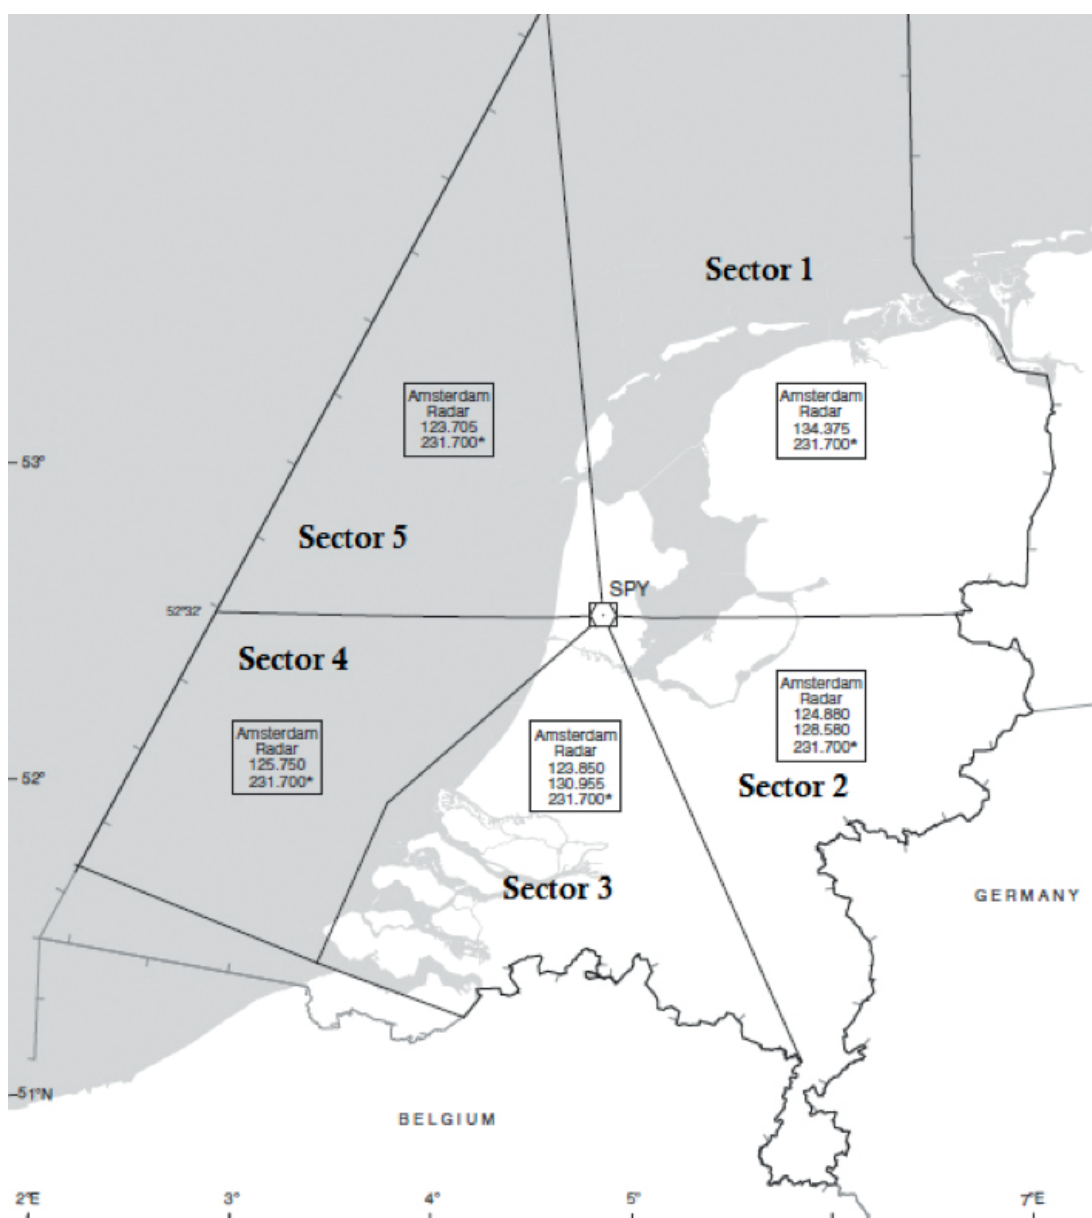 Sector 1
Amsterdam
Radar
123.705
231.700*
Amsterdam
Radar
134.375
231.700*
53°
Sector 5
SPY
52°32'
Sector 4
Amsterdam
Radar
124.880
128.580
231.700*
Amsterdam
Radar
125.750
231.700*
Amsterdam
Radar
123.850
130.955
231.700*
52°
Sector 2
Sector 3
GERMANY
51°N
BELGIUM
2°E 3° 4° 5° 7°E